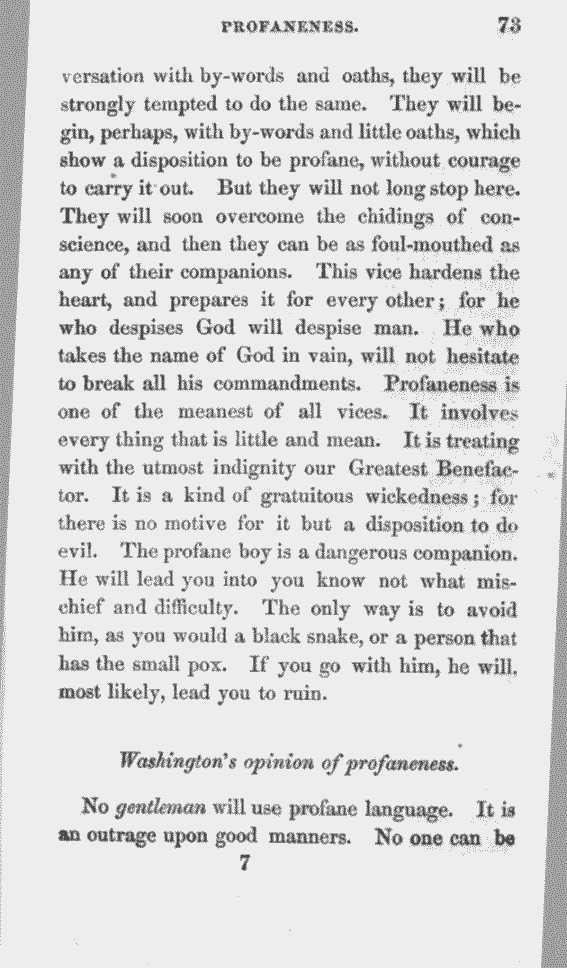 PROFANENESS. 73
versation with by-words and oaths, they will be
strongly tempted to do the same. They will be-
gin, perhaps, with by-words and little oaths, which
show a disposition to be profane, without courage
to carry it out. But they will not long stop here.
They will soon overcome the chidings of con-
science, and then they can be as foul-mouthed as
any of their companions. This vice hardens the
heart, and prepares it for every other; for he
who despises God will despise man. He who
takes the name of God in vain, will not hesitate
to break all his commandments. Profaneness is
one of the meanest of all vices. It involves
every thing that is little and mean. It is treating
with the utmost indignity our Greatest Benefac-
tor. It is a kind of gratuitous wickedness; for
there is no motive for it but a disposition to do
evil. The profane boy is a dangerous companion.
He will lead you into you know not what mis-
chief and difficulty. The only way is to avoid
him, as you would a black snake, or a person that
has the small pox. If you go with him, he will,
most likely, lead you to ruin.
Washington's opinion of profaneness.
No gentleman will use profane language. It is
an outrage upon good manners. No one can be
7